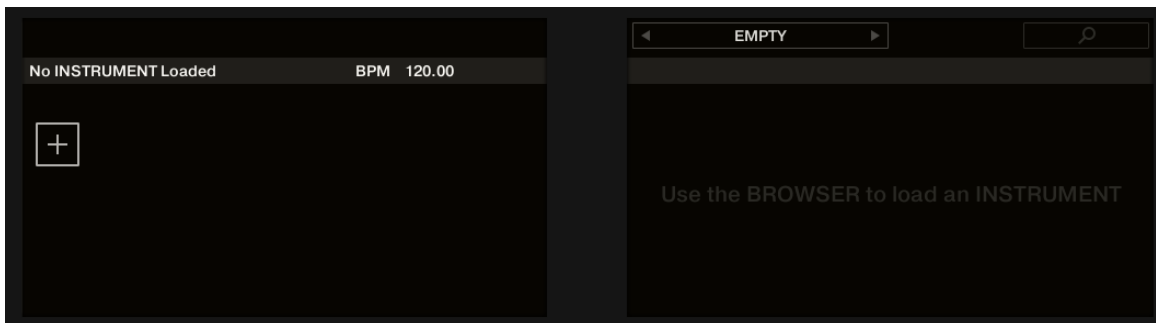 No INSTRUMENT Loaded BPM 120.00
EMPTY
Use the BROWSER to load an INSTRUMENT